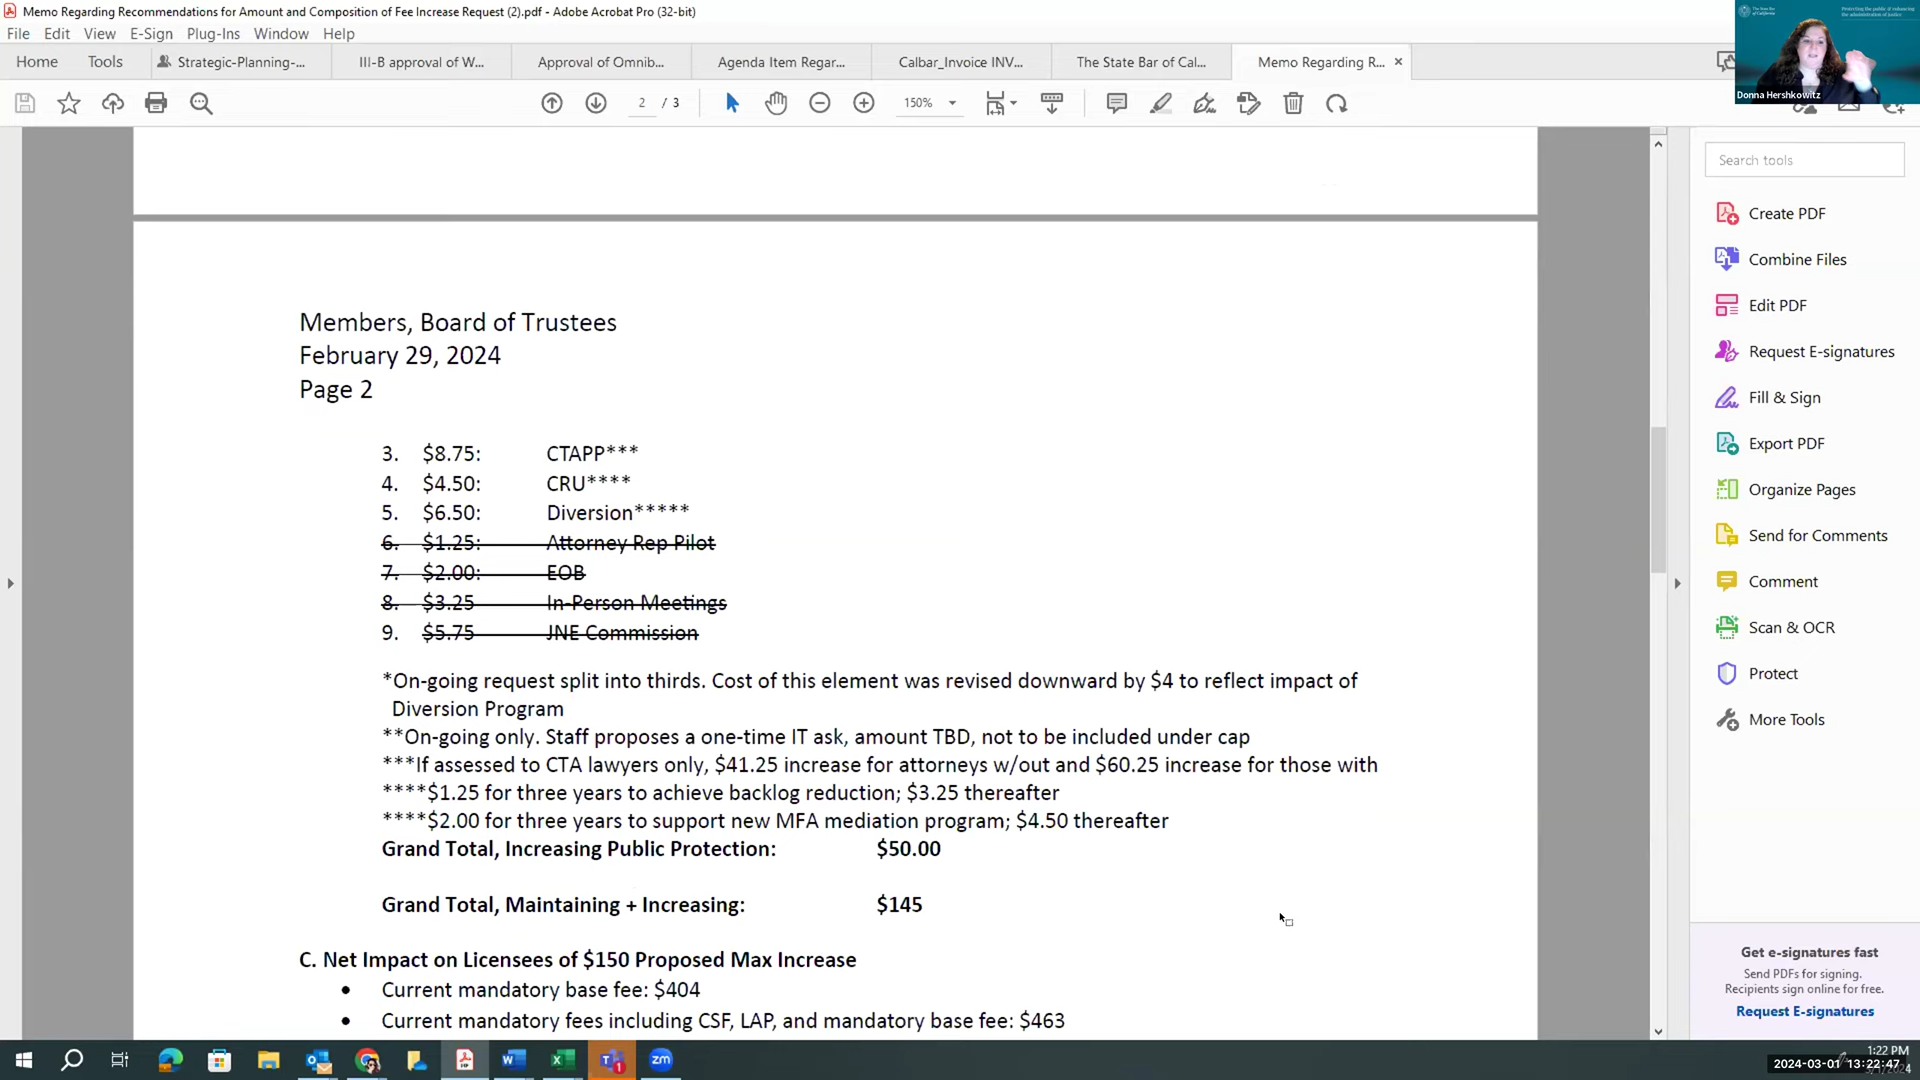 Memo Regarding Recommendations for Amount and Composition of Fee Increase Request (2).pdf - Adobe Acrobat Pro (32-bit)
File Edit View E-Sign Plug-Ins Window Help
Home Tools Strategic-Planning-... III-B approval of W... Approval of Omnib... Agenda Item Regar... Calbar_Invoice INV... The State Bar of Cal... Memo Regarding R... ×
2 / 3 150%
Donna Hershkowitz
Members, Board of Trustees
February 29, 2024
Page 2
3. $8.75: CTAPP***
4. $4.50: CRU****
5. $6.50: Diversion*****
6. $1.25: Attorney Rep Pilot
7. $2.00: EOB
8. $3.25 In-Person Meetings
9. $5.75 JNE Commission
*On-going request split into thirds. Cost of this element was revised downward by $4 to reflect impact of
Diversion Program
**On-going only. Staff proposes a one-time IT ask, amount TBD, not to be included under cap
***If assessed to CTA lawyers only, $41.25 increase for attorneys w/out and $60.25 increase for those with
****$1.25 for three years to achieve backlog reduction; $3.25 thereafter
****$2.00 for three years to support new MFA mediation program; $4.50 thereafter
Grand Total, Increasing Public Protection: $50.00
Grand Total, Maintaining + Increasing: $145
C. Net Impact on Licensees of $150 Proposed Max Increase
• Current mandatory base fee: $404
• Current mandatory fees including CSF, LAP, and mandatory base fee: $463
Search tools
Create PDF
Combine Files
Edit PDF
Request E-signatures
Fill & Sign
Export PDF
Organize Pages
Send for Comments
Comment
Scan & OCR
Protect
More Tools
Get e-signatures fast
Send PDFs for signing.
Recipients sign online for free.
Request E-signatures
zm
1:22 PM
2024-03-01 13:22:47